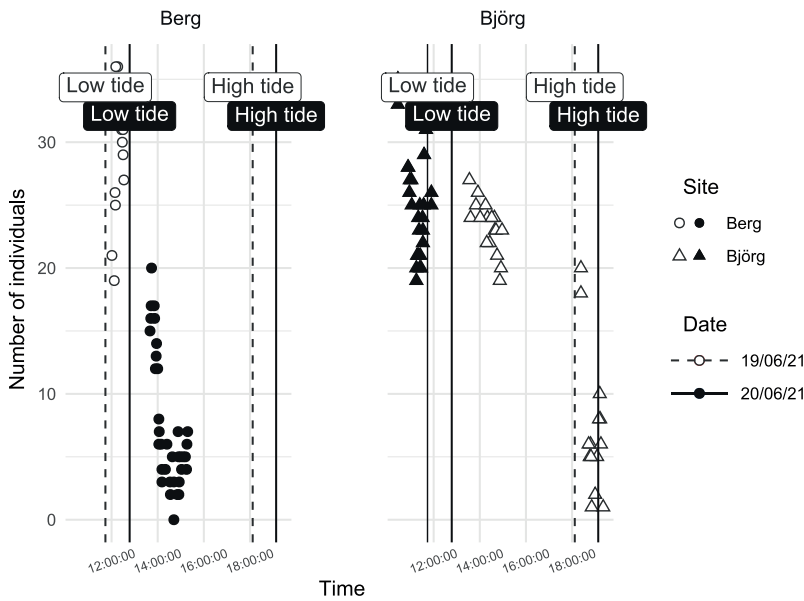 Berg
Björg
Low tide
High tide
Low tide
High tide
Low tide
High tide
Low tide
High tide
30
20
10
0
Number of individuals
12:00:00
14:00:00
16:00:00
18:00:00
12:00:00
14:00:00
16:00:00
18:00:00
Time
Site
Berg
Björg
Date
19/06/21
20/06/21